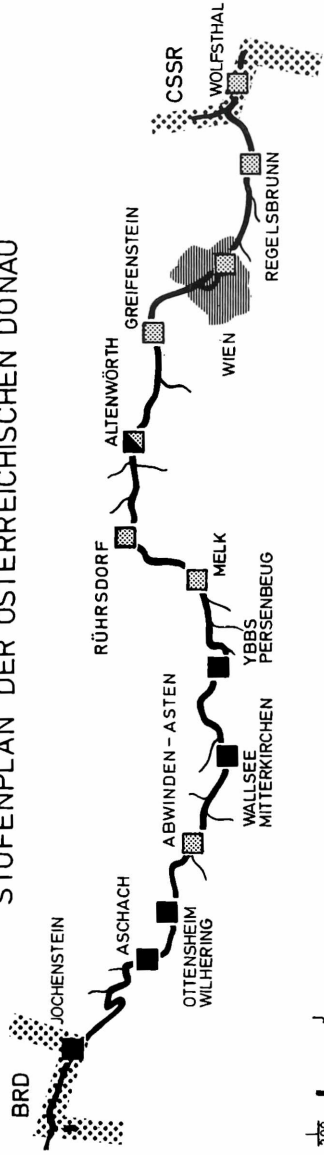 STUFENPLAN DER ÖSTERREICHISCHEN DONAU
BRD
JOCHENSTEIN
ASCHACH
OTTENSHEIM
WILHERING
ABWINDEN-ASTEN
WALLSEE
MITTERKIRCHEN
YBBS
PERSENBEUG
MELK
RÜHRSDORF
ALTENWÖRTH
GREIFENSTEIN
WIEN
REGELSBRUNN
CSSR
WOLFSTHAL